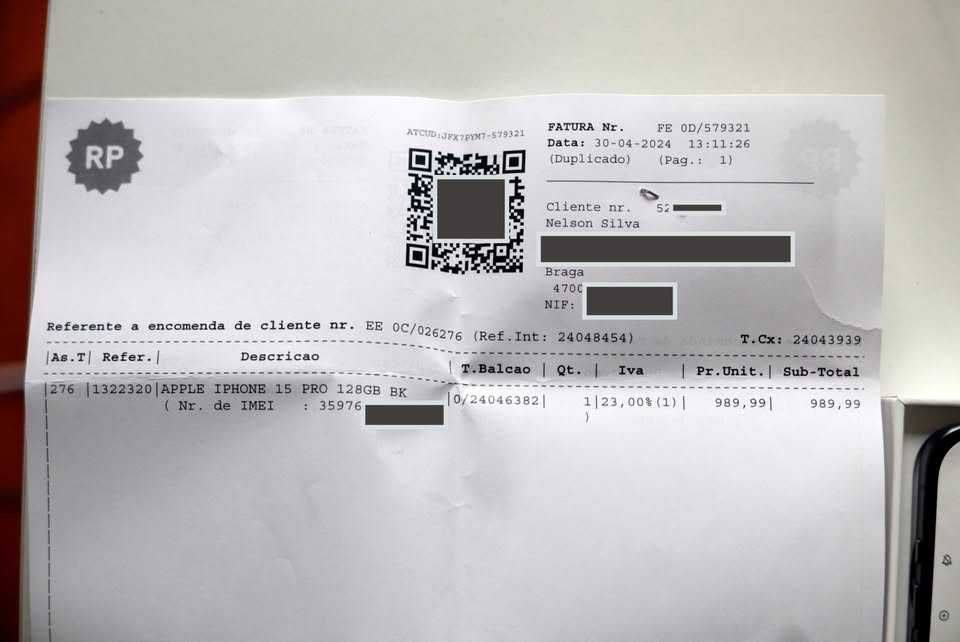 RP
ATCUD:JFX7PYM7-579321
FATURA Nr. FE 0D/579321
Data: 30-04-2024 13:11:26
(Duplicado) (Pag.: 1)
Cliente nr. 52
Nelson Silva
Braga
4700
NIF:
Referente a encomenda de cliente nr. EE 0C/026276 (Ref.Int: 24048454) T.Cx: 24043939
|As.T| Refer.| Descricao | T.Balcao | Qt. | Iva | Pr.Unit.| Sub-Total
|276 |1322320|APPLE IPHONE 15 PRO 128GB BK |0/24046382| 1|23,00%(1)| 989,99| 989,99
( Nr. de IMEI : 35976 )